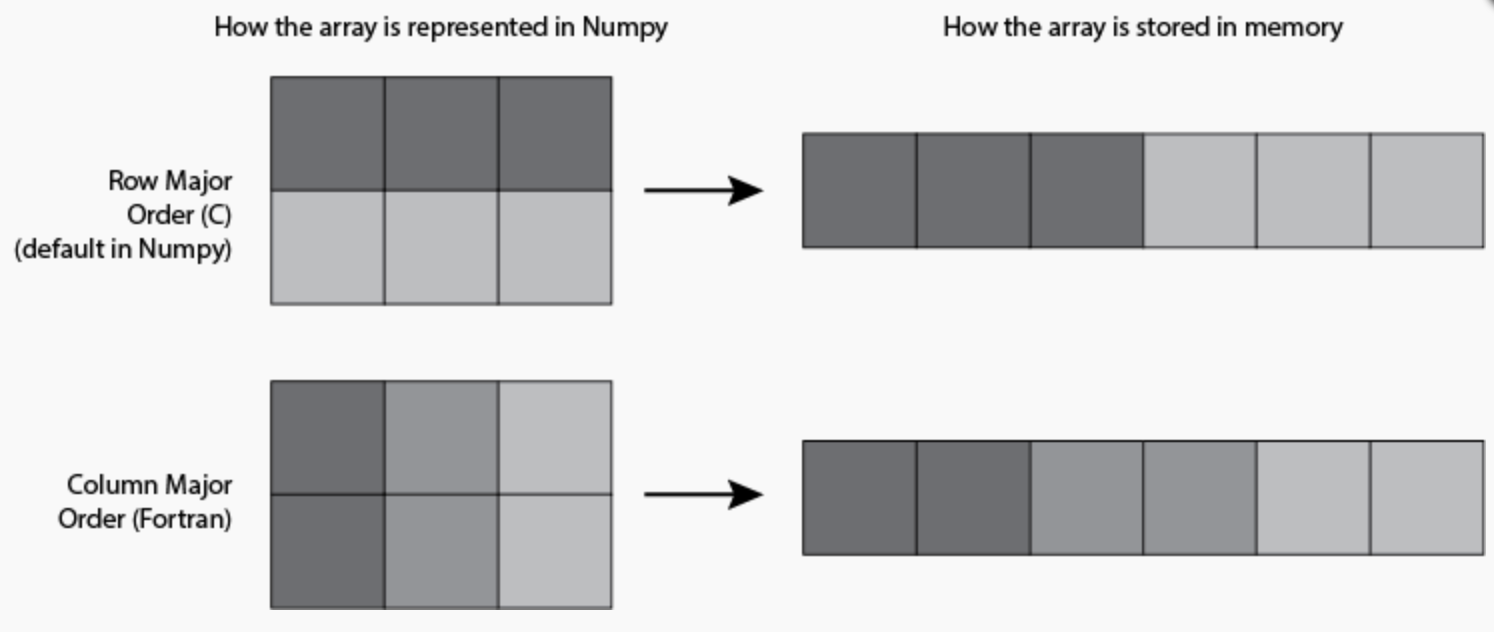 How the array is represented in Numpy
How the array is stored in memory
Row Major
Order (C)
(default in Numpy)
Column Major
Order (Fortran)